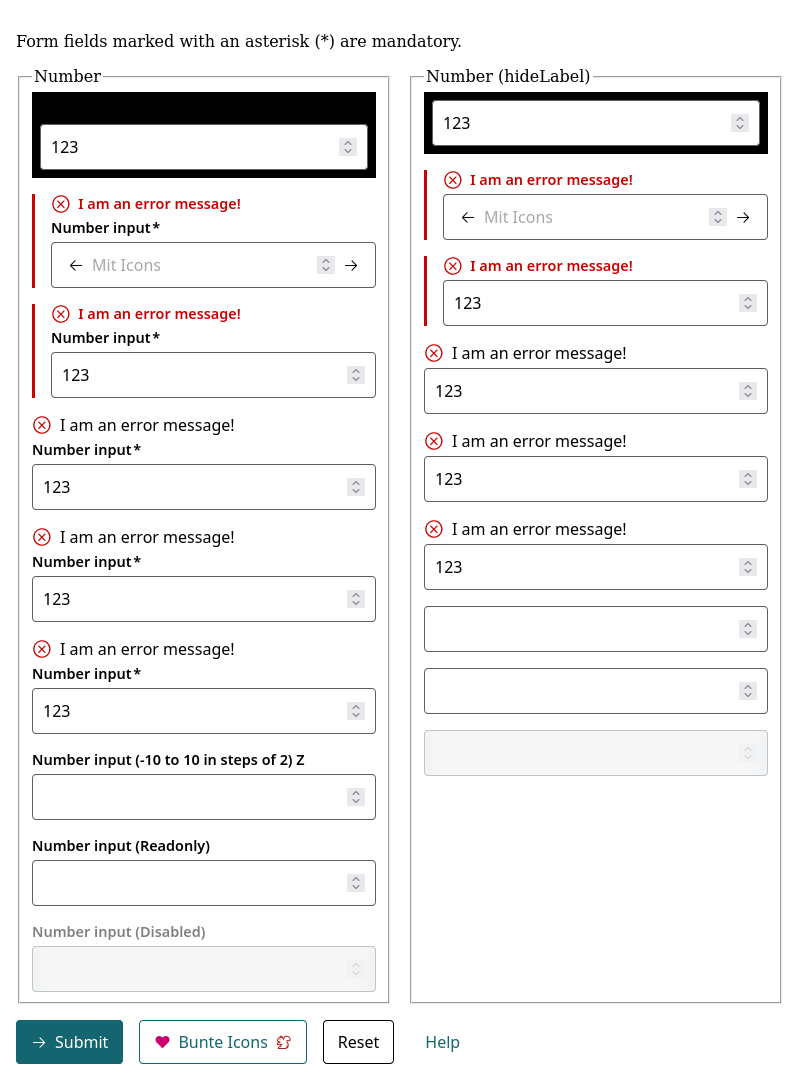 Form fields marked with an asterisk (*) are mandatory.
Number
123
I am an error message!
Number input*
Mit Icons
I am an error message!
Number input*
123
I am an error message!
Number input*
123
I am an error message!
Number input*
123
I am an error message!
Number input*
123
Number input (-10 to 10 in steps of 2) Z
Number input (Readonly)
Number input (Disabled)
Number (hideLabel)
123
I am an error message!
Mit Icons
I am an error message!
123
I am an error message!
123
I am an error message!
123
I am an error message!
123
Submit
Bunte Icons
Reset
Help